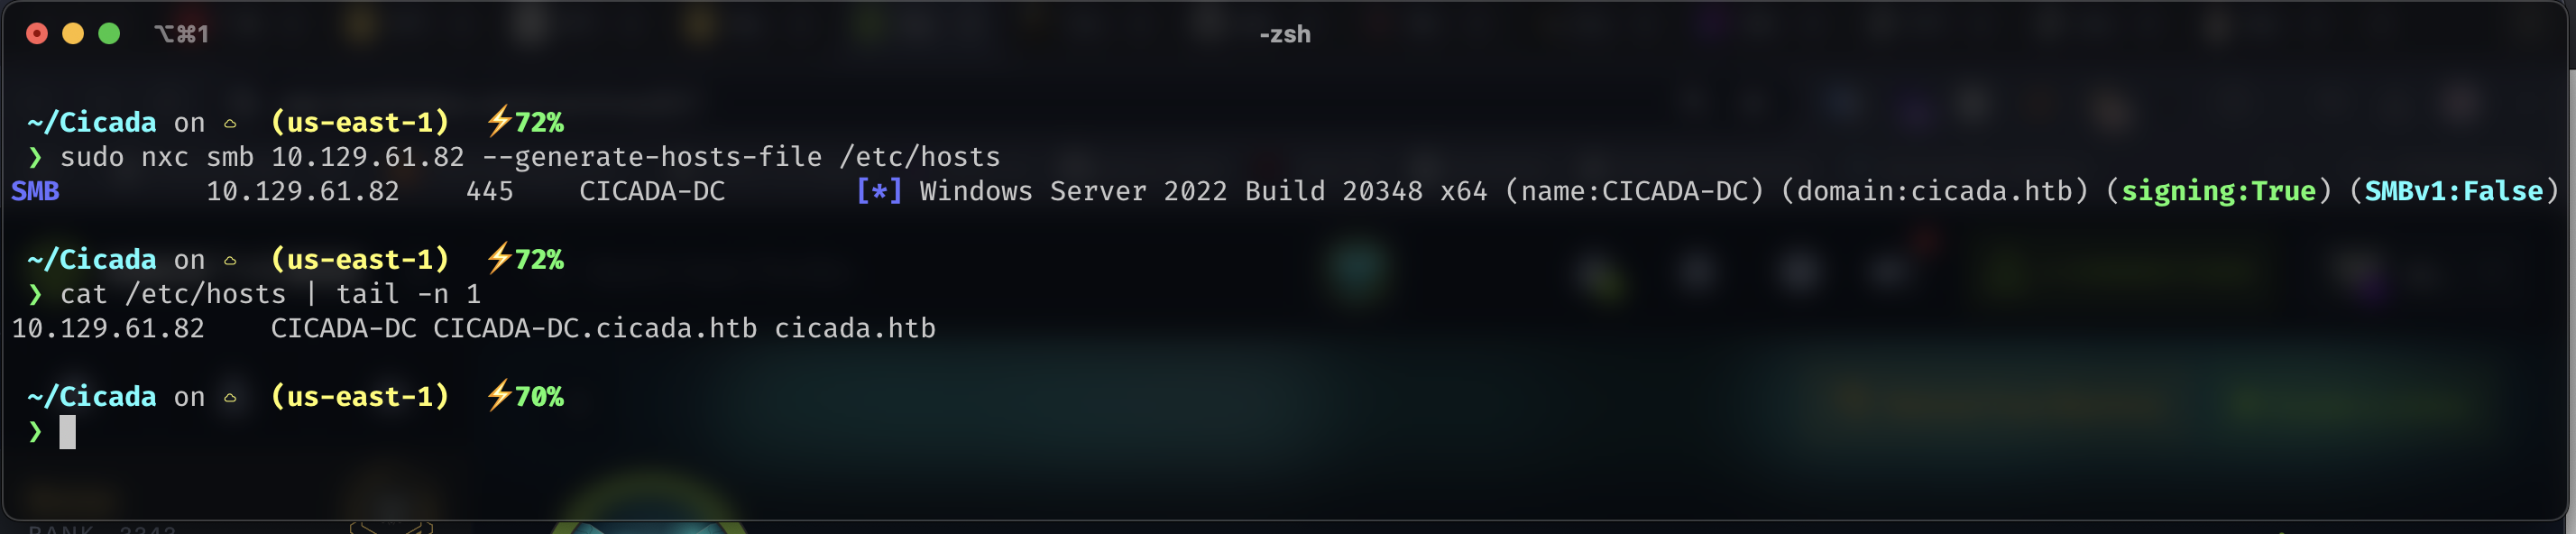 ⌥⌘1 -zsh
~/Cicada on ☁ (us-east-1) ⚡72%
❯ sudo nxc smb 10.129.61.82 --generate-hosts-file /etc/hosts
SMB 10.129.61.82 445 CICADA-DC [*] Windows Server 2022 Build 20348 x64 (name:CICADA-DC) (domain:cicada.htb) (signing:True) (SMBv1:False)
~/Cicada on ☁ (us-east-1) ⚡72%
❯ cat /etc/hosts | tail -n 1
10.129.61.82 CICADA-DC CICADA-DC.cicada.htb cicada.htb
~/Cicada on ☁ (us-east-1) ⚡70%
❯